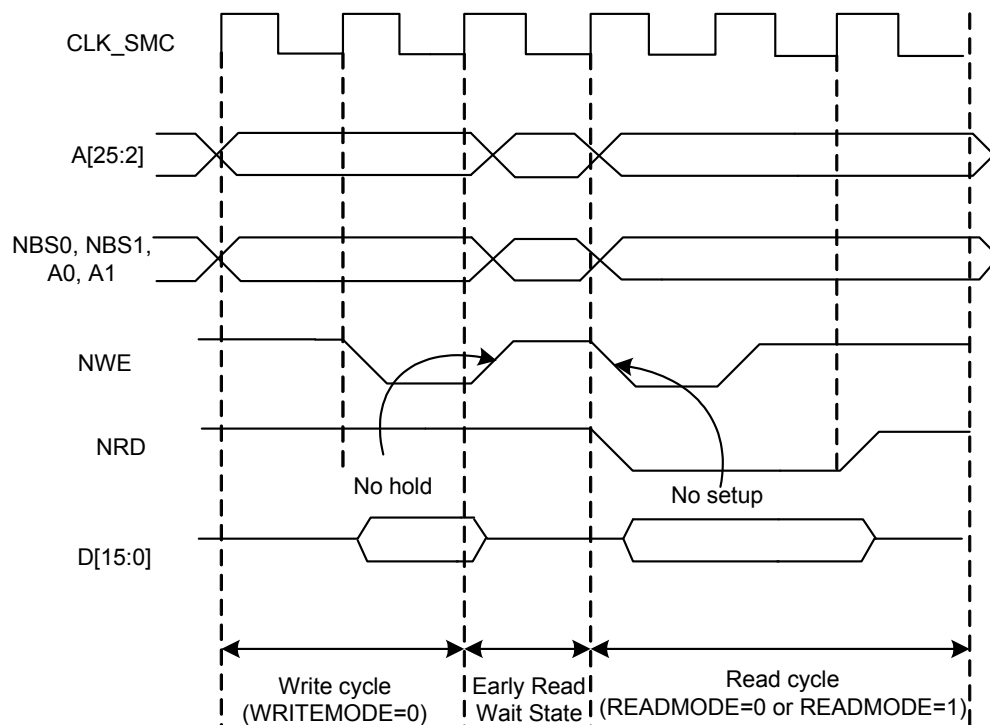 CLK_SMC
A[25:2]
NBS0, NBS1,
A0, A1
NWE
NRD
No hold
No setup
D[15:0]
Write cycle
(WRITEMODE=0)
Early Read
Wait State
Read cycle
(READMODE=0 or READMODE=1)